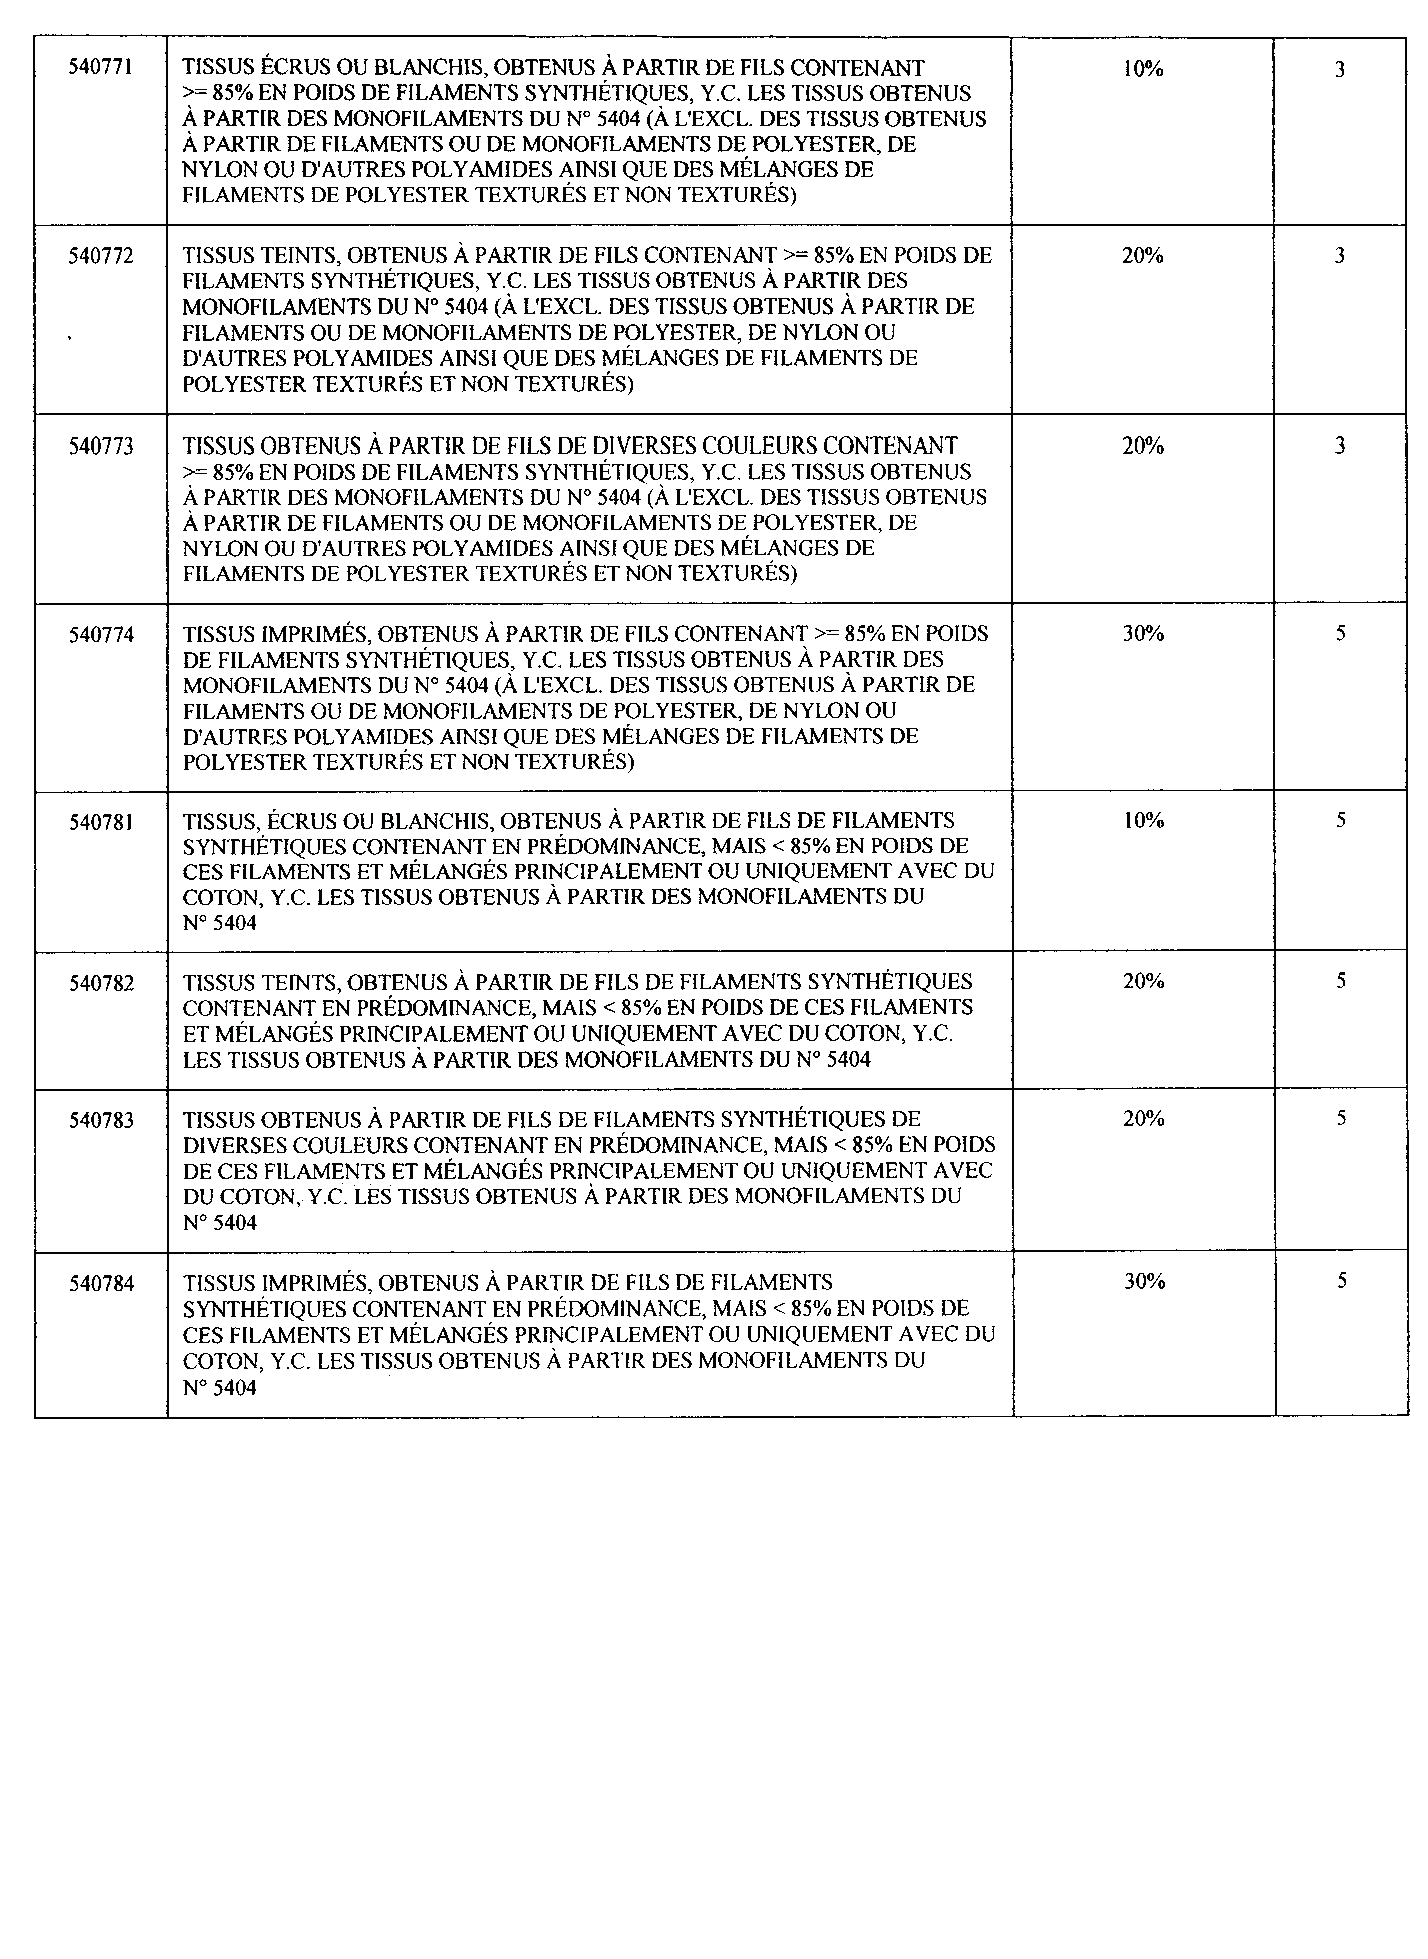 540771 TISSUS ÉCRUS OU BLANCHIS, OBTENUS À PARTIR DE FILS CONTENANT 10% 3
>= 85% EN POIDS DE FILAMENTS SYNTHÉTIQUES, Y.C. LES TISSUS OBTENUS
À PARTIR DES MONOFILAMENTS DU N° 5404 (À L'EXCL. DES TISSUS OBTENUS
À PARTIR DE FILAMENTS OU DE MONOFILAMENTS DE POLYESTER, DE
NYLON OU D'AUTRES POLYAMIDES AINSI QUE DES MÉLANGES DE
FILAMENTS DE POLYESTER TEXTURÉS ET NON TEXTURÉS)
540772 TISSUS TEINTS, OBTENUS À PARTIR DE FILS CONTENANT >= 85% EN POIDS DE 20% 3
FILAMENTS SYNTHÉTIQUES, Y.C. LES TISSUS OBTENUS À PARTIR DES
MONOFILAMENTS DU N° 5404 (À L'EXCL. DES TISSUS OBTENUS À PARTIR DE
FILAMENTS OU DE MONOFILAMENTS DE POLYESTER, DE NYLON OU
D'AUTRES POLYAMIDES AINSI QUE DES MÉLANGES DE FILAMENTS DE
POLYESTER TEXTURÉS ET NON TEXTURÉS)
540773 TISSUS OBTENUS À PARTIR DE FILS DE DIVERSES COULEURS CONTENANT 20% 3
>= 85% EN POIDS DE FILAMENTS SYNTHÉTIQUES, Y.C. LES TISSUS OBTENUS
À PARTIR DES MONOFILAMENTS DU N° 5404 (À L'EXCL. DES TISSUS OBTENUS
À PARTIR DE FILAMENTS OU DE MONOFILAMENTS DE POLYESTER, DE
NYLON OU D'AUTRES POLYAMIDES AINSI QUE DES MÉLANGES DE
FILAMENTS DE POLYESTER TEXTURÉS ET NON TEXTURÉS)
540774 TISSUS IMPRIMÉS, OBTENUS À PARTIR DE FILS CONTENANT >= 85% EN POIDS 30% 5
DE FILAMENTS SYNTHÉTIQUES, Y.C. LES TISSUS OBTENUS À PARTIR DES
MONOFILAMENTS DU N° 5404 (À L'EXCL. DES TISSUS OBTENUS À PARTIR DE
FILAMENTS OU DE MONOFILAMENTS DE POLYESTER, DE NYLON OU
D'AUTRES POLYAMIDES AINSI QUE DES MÉLANGES DE FILAMENTS DE
POLYESTER TEXTURÉS ET NON TEXTURÉS)
540781 TISSUS, ÉCRUS OU BLANCHIS, OBTENUS À PARTIR DE FILS DE FILAMENTS 10% 5
SYNTHÉTIQUES CONTENANT EN PRÉDOMINANCE, MAIS < 85% EN POIDS DE
CES FILAMENTS ET MÉLANGÉS PRINCIPALEMENT OU UNIQUEMENT AVEC DU
COTON, Y.C. LES TISSUS OBTENUS À PARTIR DES MONOFILAMENTS DU
N° 5404
540782 TISSUS TEINTS, OBTENUS À PARTIR DE FILS DE FILAMENTS SYNTHÉTIQUES 20% 5
CONTENANT EN PRÉDOMINANCE, MAIS < 85% EN POIDS DE CES FILAMENTS
ET MÉLANGÉS PRINCIPALEMENT OU UNIQUEMENT AVEC DU COTON, Y.C.
LES TISSUS OBTENUS À PARTIR DES MONOFILAMENTS DU N° 5404
540783 TISSUS OBTENUS À PARTIR DE FILS DE FILAMENTS SYNTHÉTIQUES DE 20% 5
DIVERSES COULEURS CONTENANT EN PRÉDOMINANCE, MAIS < 85% EN POIDS
DE CES FILAMENTS ET MÉLANGÉS PRINCIPALEMENT OU UNIQUEMENT AVEC
DU COTON, Y.C. LES TISSUS OBTENUS À PARTIR DES MONOFILAMENTS DU
N° 5404
540784 TISSUS IMPRIMÉS, OBTENUS À PARTIR DE FILS DE FILAMENTS 30% 5
SYNTHÉTIQUES CONTENANT EN PRÉDOMINANCE, MAIS < 85% EN POIDS DE
CES FILAMENTS ET MÉLANGÉS PRINCIPALEMENT OU UNIQUEMENT AVEC DU
COTON, Y.C. LES TISSUS OBTENUS À PARTIR DES MONOFILAMENTS DU
N° 5404